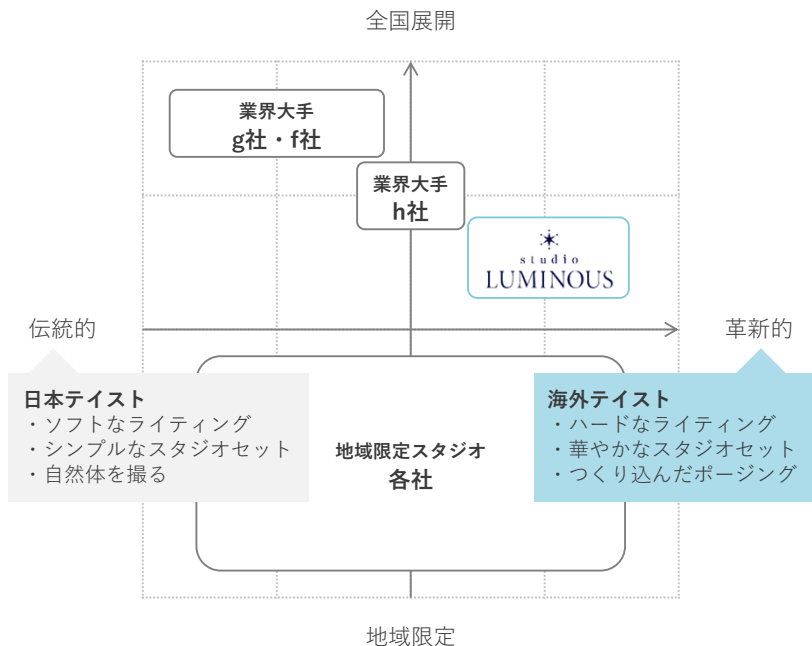 全国展開
業界大手
g社・f社
業界大手
h社
studio
LUMINOUS
伝統的
革新的
日本テイスト
・ソフトなライティング
・シンプルなスタジオセット
・自然体を撮る
地域限定スタジオ
各社
海外テイスト
・ハードなライティング
・華やかなスタジオセット
・つくり込んだポージング
地域限定